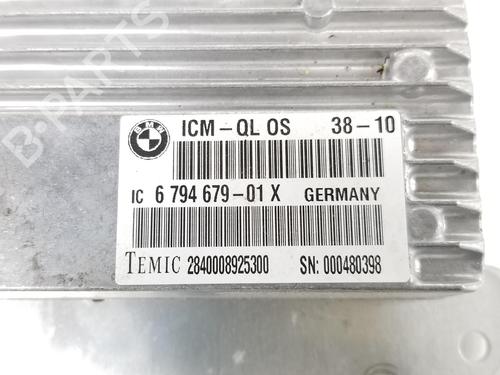 B-PARTS
BMW
ICM-QL OS 38-10
IC 6 794 679-01 X GERMANY
TEMIC 2840008925300 SN: 000480398